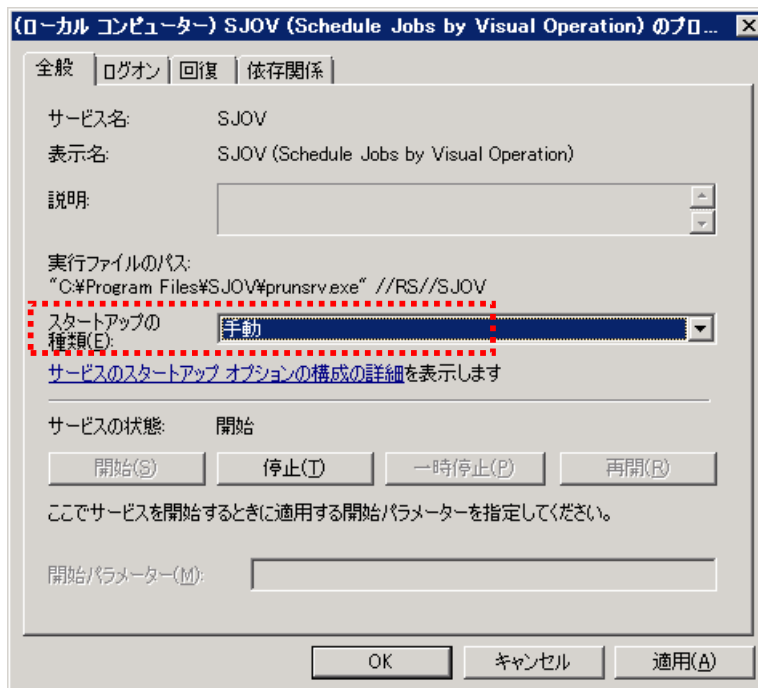 (ローカル コンピューター) SJOV (Schedule Jobs by Visual Operation) のプロ...
全般 ログオン 回復 依存関係
サービス名: SJOV
表示名: SJOV (Schedule Jobs by Visual Operation)
説明:
実行ファイルのパス:
"C:¥Program Files¥SJOV¥prunsrv.exe" //RS//SJOV
スタートアップの
種類(E): 手動
サービスのスタートアップ オプションの構成の詳細を表示します
サービスの状態: 開始
開始(S) 停止(T) 一時停止(P) 再開(R)
ここでサービスを開始するときに適用する開始パラメーターを指定してください。
開始パラメーター(M):
OK キャンセル 適用(A)